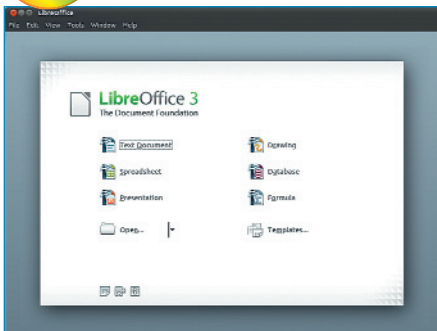 LibreOffice
File Edit View Tools Window Help
LibreOffice 3
The Document Foundation
Text Document
Drawing
Spreadsheet
Database
Presentation
Formula
Open...
Templates...